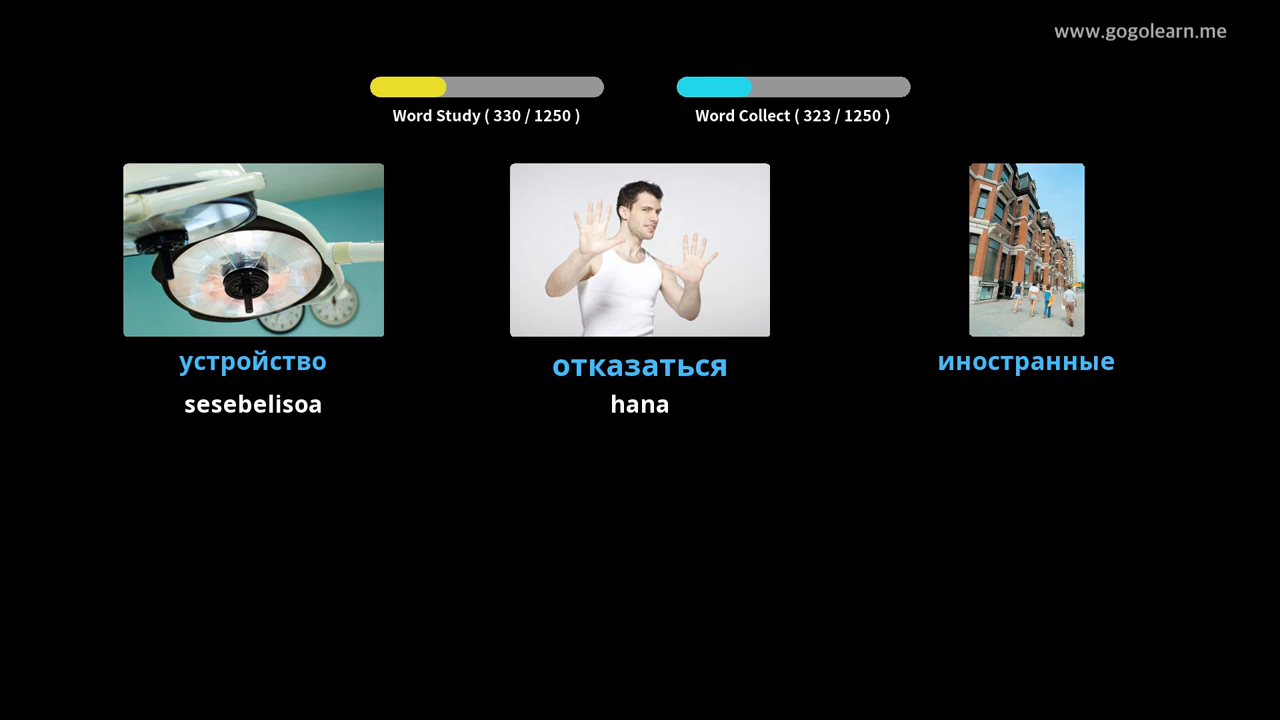 www.gogolearn.me
Word Study ( 330 / 1250 )
Word Collect ( 323 / 1250 )
устройство
отказаться
иностранные
sesebelisoa
hana